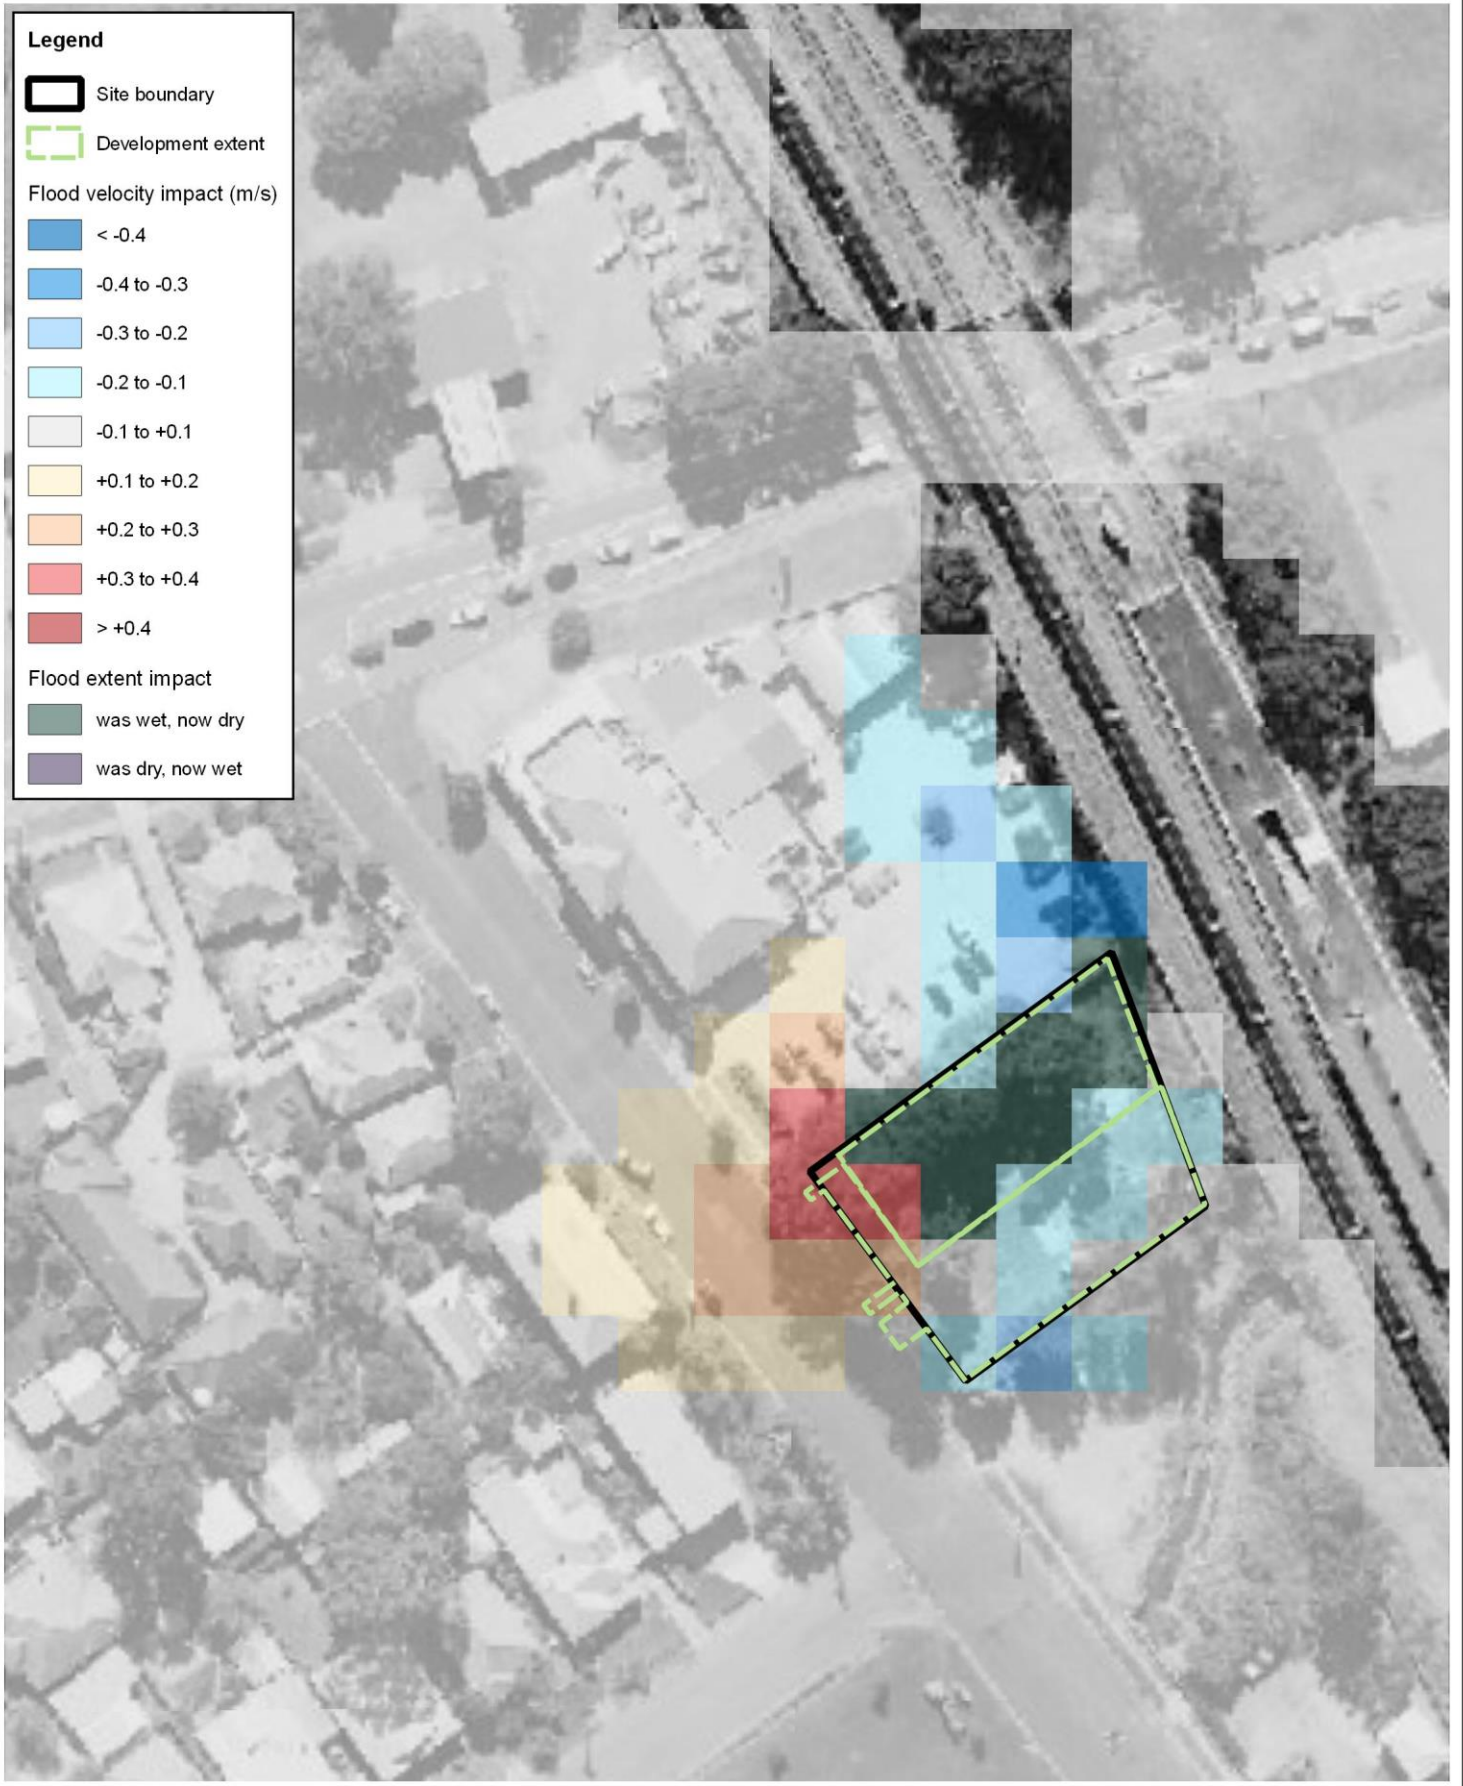 Legend
Site boundary
Development extent
Flood velocity impact (m/s)
< -0.4
-0.4 to -0.3
-0.3 to -0.2
-0.2 to -0.1
-0.1 to +0.1
+0.1 to +0.2
+0.2 to +0.3
+0.3 to +0.4
> +0.4
Flood extent impact
was wet, now dry
was dry, now wet